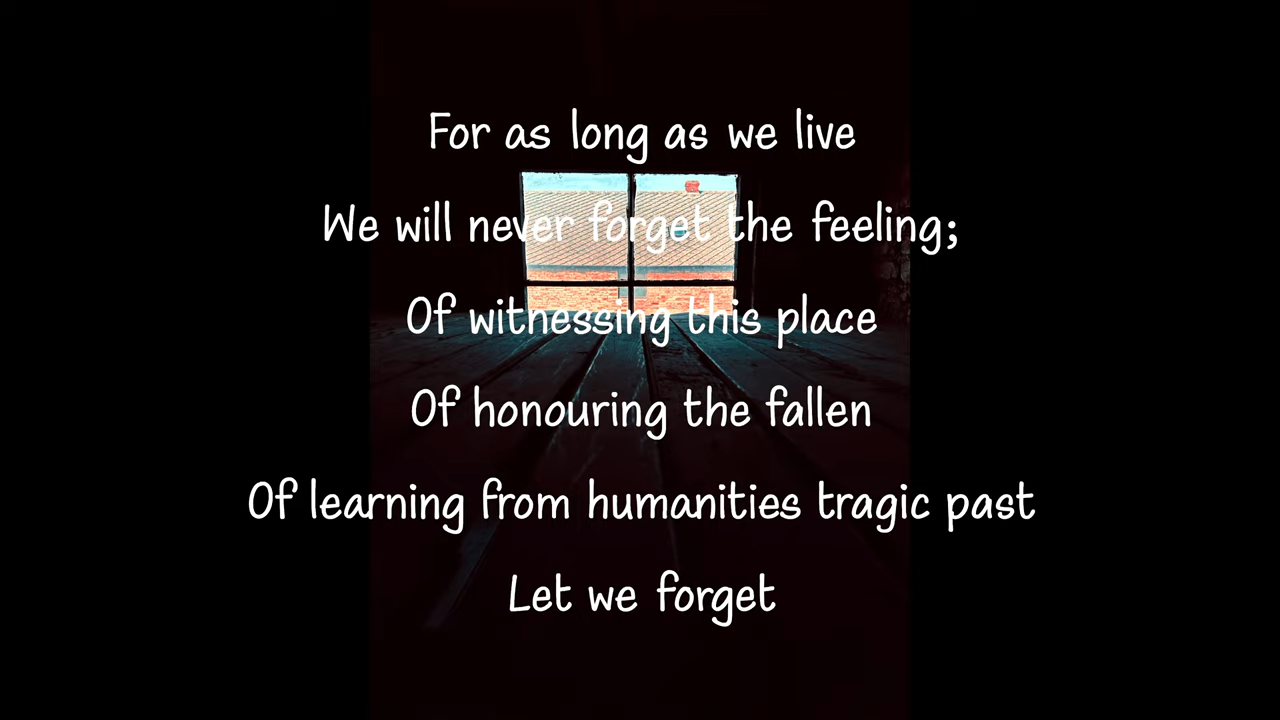 For as long as we live
We will never forget the feeling;
Of witnessing this place
Of honouring the fallen
Of learning from humanities tragic past
Let we forget